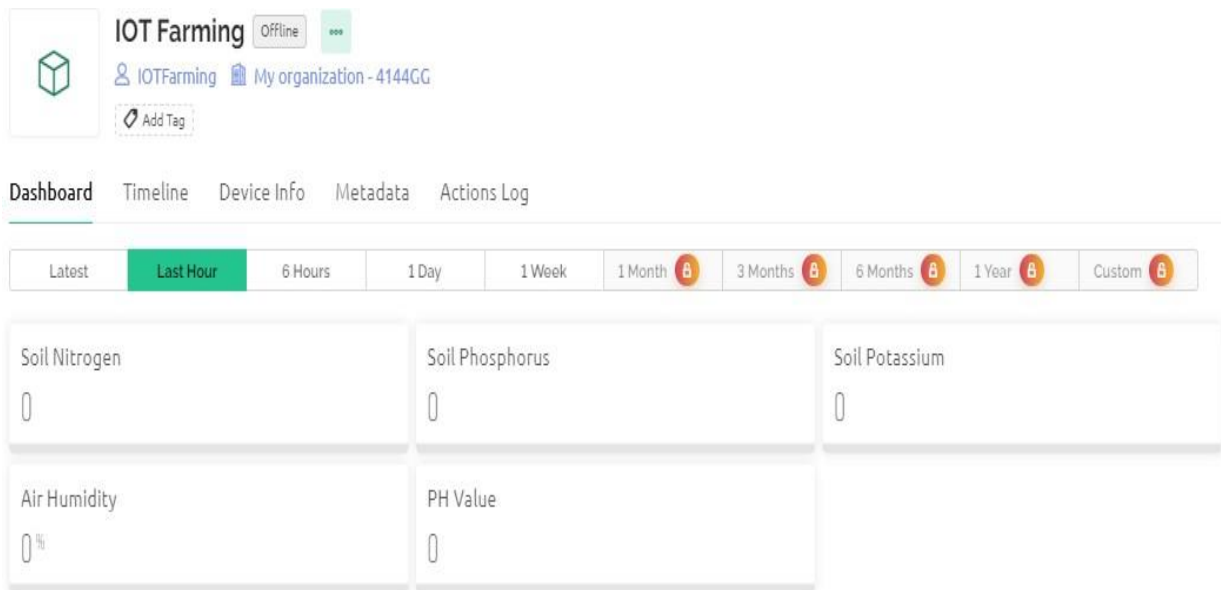 IOT Farming Offline
IOTFarming My organization - 4144GG
Add Tag
Dashboard Timeline Device Info Metadata Actions Log
Latest Last Hour 6 Hours 1 Day 1 Week 1 Month 3 Months 6 Months 1 Year Custom
Soil Nitrogen Soil Phosphorus Soil Potassium
0 0 0
Air Humidity PH Value
0 % 0